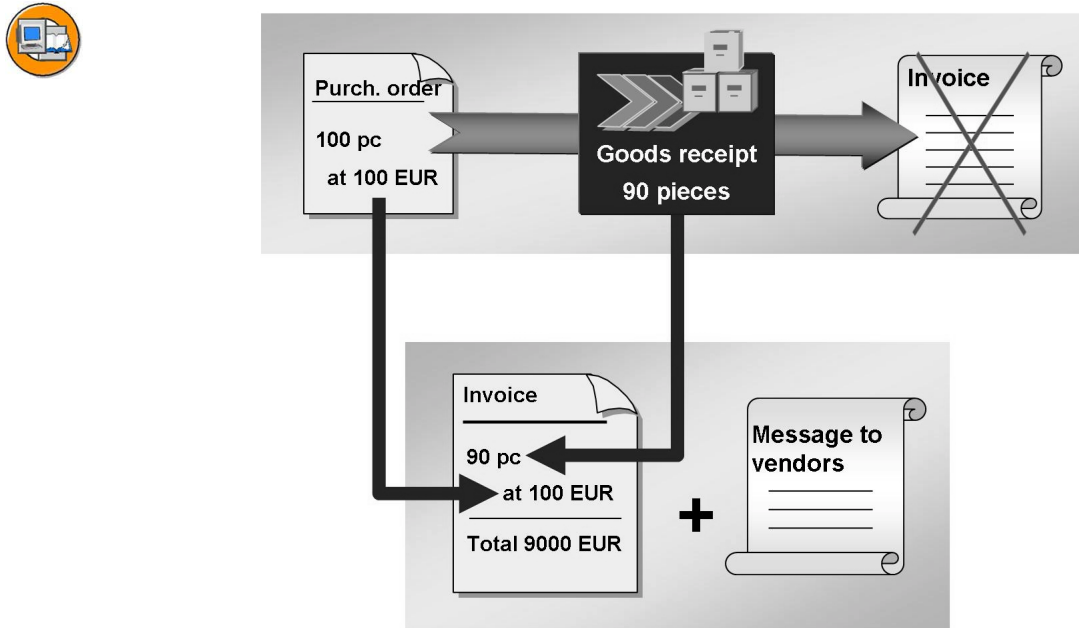 Purch. order
100 pc
at 100 EUR
Goods receipt
90 pieces
Invoice
Invoice
90 pc
at 100 EUR
Total 9000 EUR
+
Message to
vendors